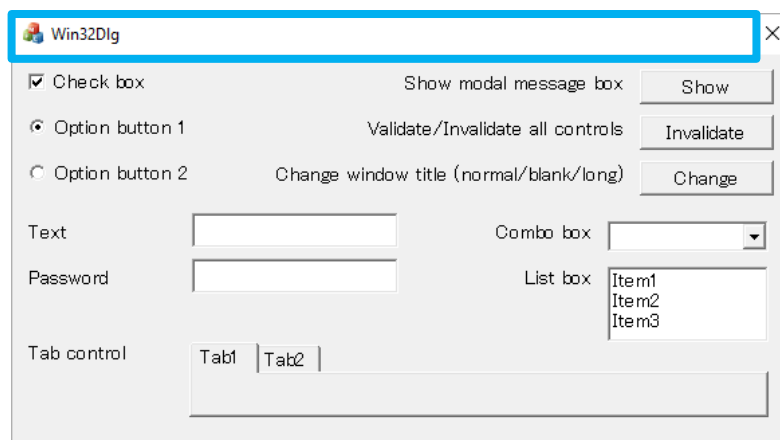 Win32Dlg
Check box
Show modal message box
Show
Option button 1
Validate/Invalidate all controls
Invalidate
Option button 2
Change window title (normal/blank/long)
Change
Text
Combo box
Password
List box
Item1
Item2
Item3
Tab control
Tab1
Tab2